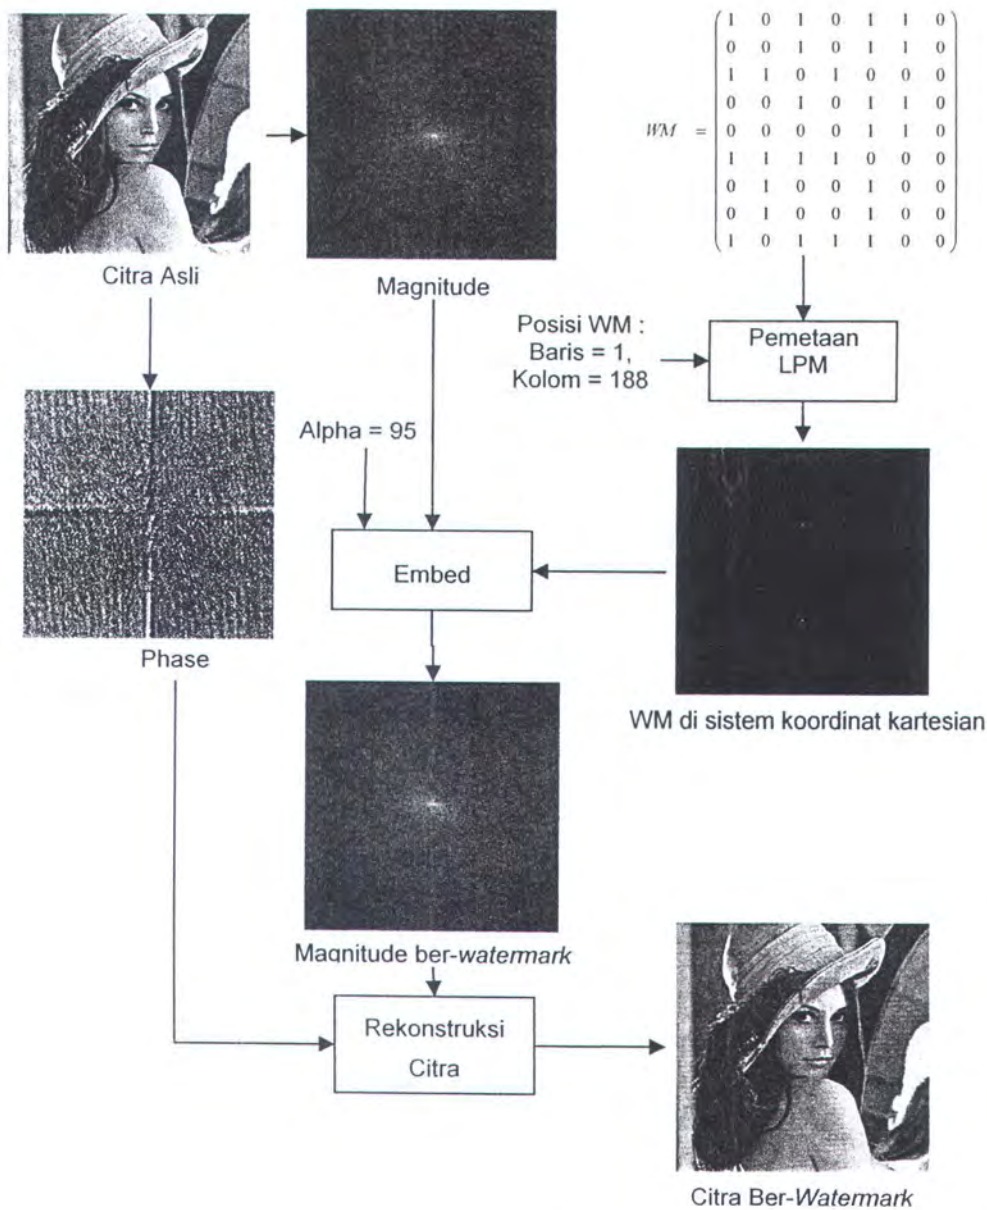 WM =
1 0 1 0 1 1 0
0 0 1 0 1 1 0
1 1 0 1 0 0 0
0 0 1 0 1 1 0
0 0 0 0 1 1 0
1 1 1 1 0 0 0
0 1 0 0 1 0 0
0 1 0 0 1 0 0
1 0 1 1 1 0 0
Citra Asli
Magnitude
Posisi WM :
Baris = 1,
Kolom = 188
Pemetaan
LPM
Alpha = 95
Embed
Phase
WM di sistem koordinat kartesian
Magnitude ber-watermark
Rekonstruksi
Citra
Citra Ber-Watermark